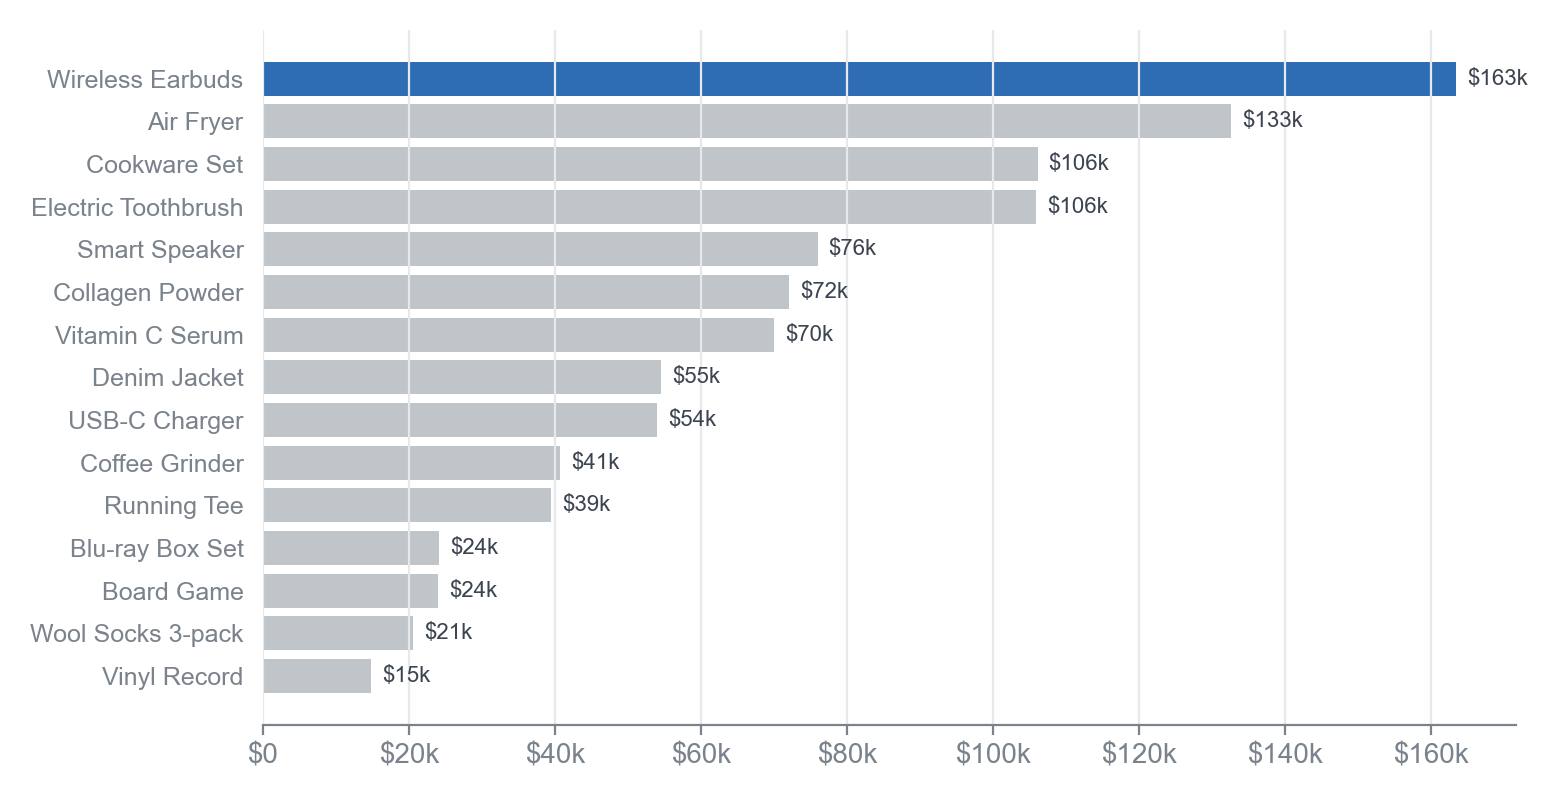 Wireless Earbuds $163k
Air Fryer $133k
Cookware Set $106k
Electric Toothbrush $106k
Smart Speaker $76k
Collagen Powder $72k
Vitamin C Serum $70k
Denim Jacket $55k
USB-C Charger $54k
Coffee Grinder $41k
Running Tee $39k
Blu-ray Box Set $24k
Board Game $24k
Wool Socks 3-pack $21k
Vinyl Record $15k
$0 $20k $40k $60k $80k $100k $120k $140k $160k